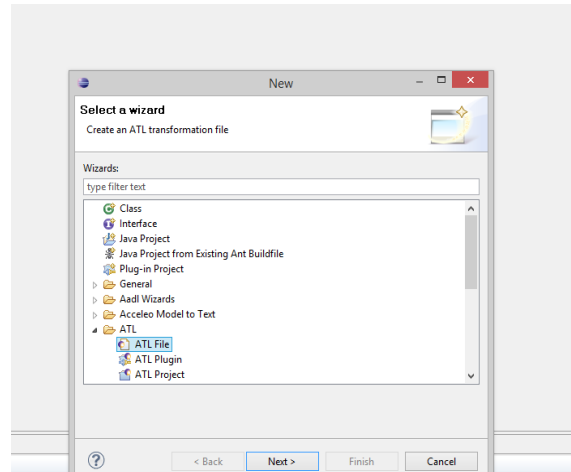 New
Select a wizard
Create an ATL transformation file
Wizards:
type filter text
Class
Interface
Java Project
Java Project from Existing Ant Buildfile
Plug-in Project
General
Aadl Wizards
Acceleo Model to Text
ATL
ATL File
ATL Plugin
ATL Project
? < Back Next > Finish Cancel